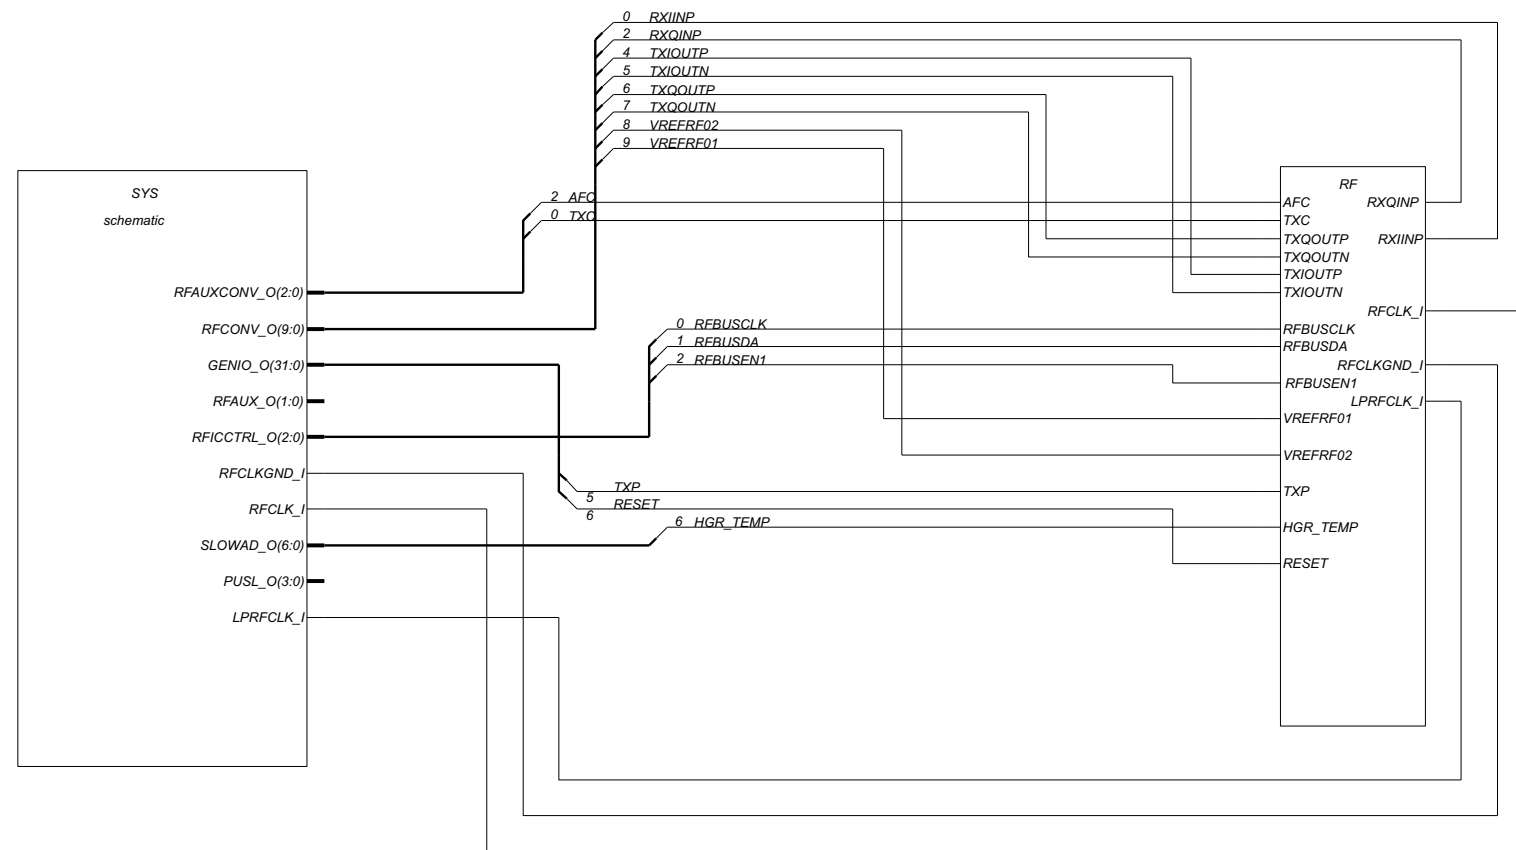 0 RXIINP
2 RXQINP
4 TXIOUTP
5 TXIOUTN
6 TXQOUTP
7 TXQOUTN
8 VREFRF02
9 VREFRF01
SYS
schematic
2 AFC
0 TXC
RFAUXCONV_O(2:0)
RFCONV_O(9:0)
GENIO_O(31:0)
RFAUX_O(1:0)
RFICCTRL_O(2:0)
RFCLKGND_I
RFCLK_I
SLOWAD_O(6:0)
PUSL_O(3:0)
LPRFCLK_I
0 RFBUSCLK
1 RFBUSDA
2 RFBUSEN1
TXP
5
RESET
6
6 HGR_TEMP
RF
AFC
TXC
TXQOUTP
TXQOUTN
TXIOUTP
TXIOUTN
RFBUSCLK
RFBUSDA
RFBUSEN1
VREFRF01
VREFRF02
TXP
HGR_TEMP
RESET
RXQINP
RXIINP
RFCLK_I
RFCLKGND_I
LPRFCLK_I